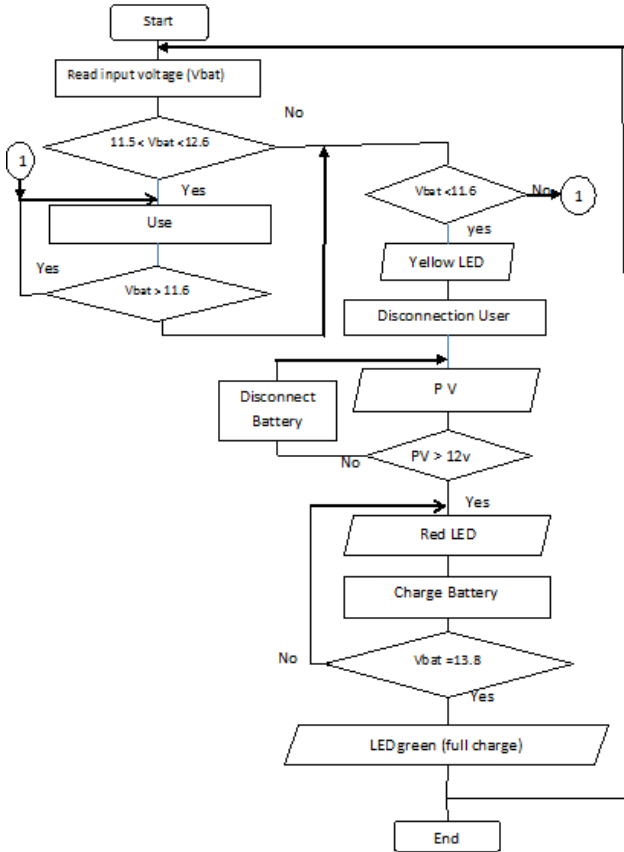 Start
Read input voltage (Vbat)
No
11.5 < Vbat <12.6
1
Yes
Use
Yes
Vbat > 11.6
Vbat <11.6
No
1
yes
Yellow LED
Disconnection User
P V
Disconnect
Battery
PV > 12v
No
Yes
Red LED
Charge Battery
Vbat =13.8
No
Yes
LED green (full charge)
End